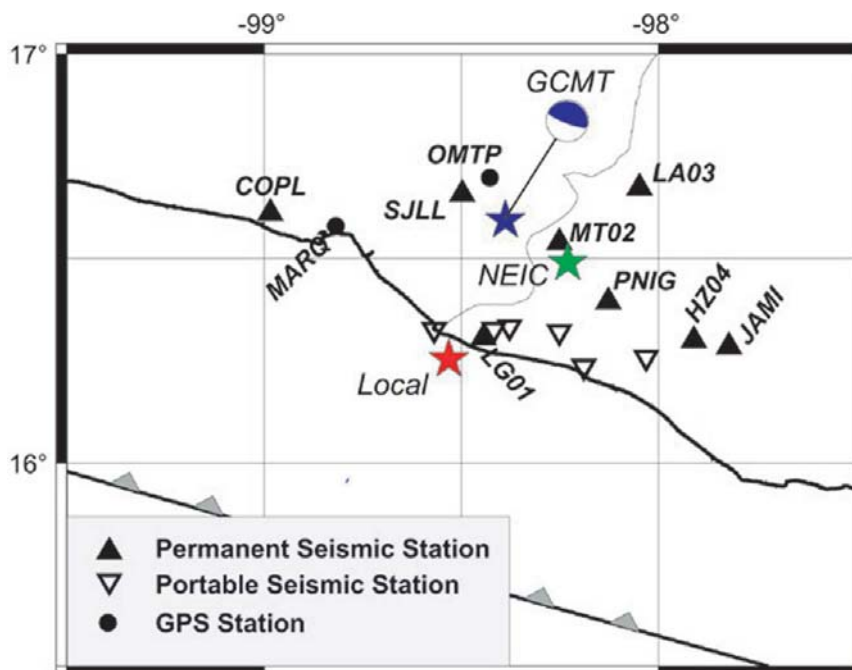 -99°
-98°
17°
GCMT
OMTP
LA03
COPL
SJLL
MT02
MARQ
NEIC
PNIG
HZ04
JAMI
Local
LG01
16°
Permanent Seismic Station
Portable Seismic Station
GPS Station